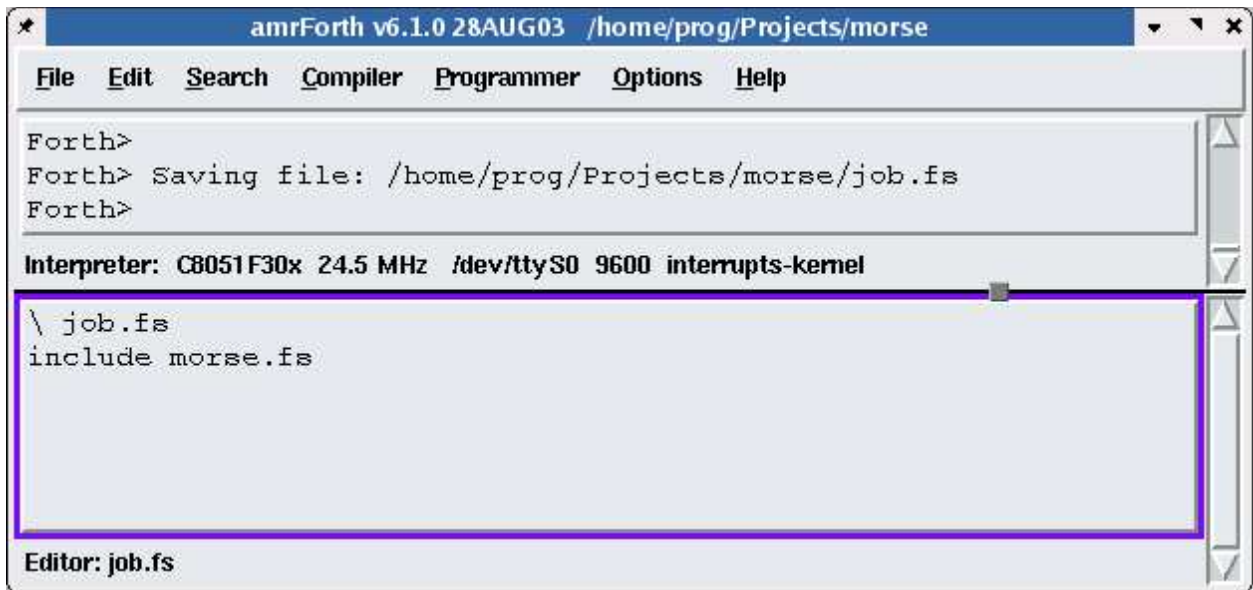 amrForth v6.1.0 28AUG03 /home/prog/Projects/morse
File Edit Search Compiler Programmer Options Help
Forth>
Forth> Saving file: /home/prog/Projects/morse/job.fs
Forth>
Interpreter: C8051F30x 24.5 MHz /dev/ttyS0 9600 interrupts-kernel
\ job.fs
include morse.fs
Editor: job.fs